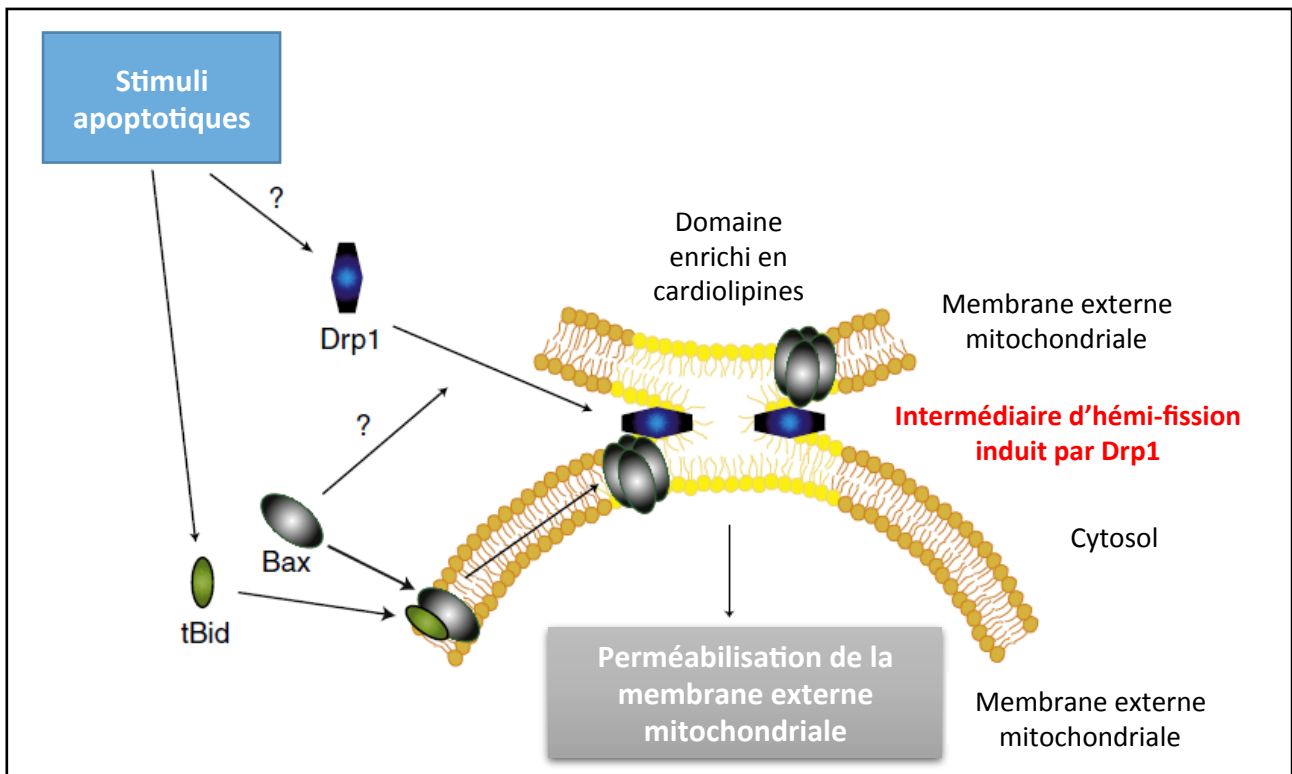 Stimuli
apoptotiques
?
Drp1
Domaine
enrichi en
cardiolipines
Membrane externe
mitochondriale
Intermédiaire d'hémi-fission
induit par Drp1
?
Bax
Cytosol
tBid
Perméabilisation de la
membrane externe
mitochondriale
Membrane externe
mitochondriale